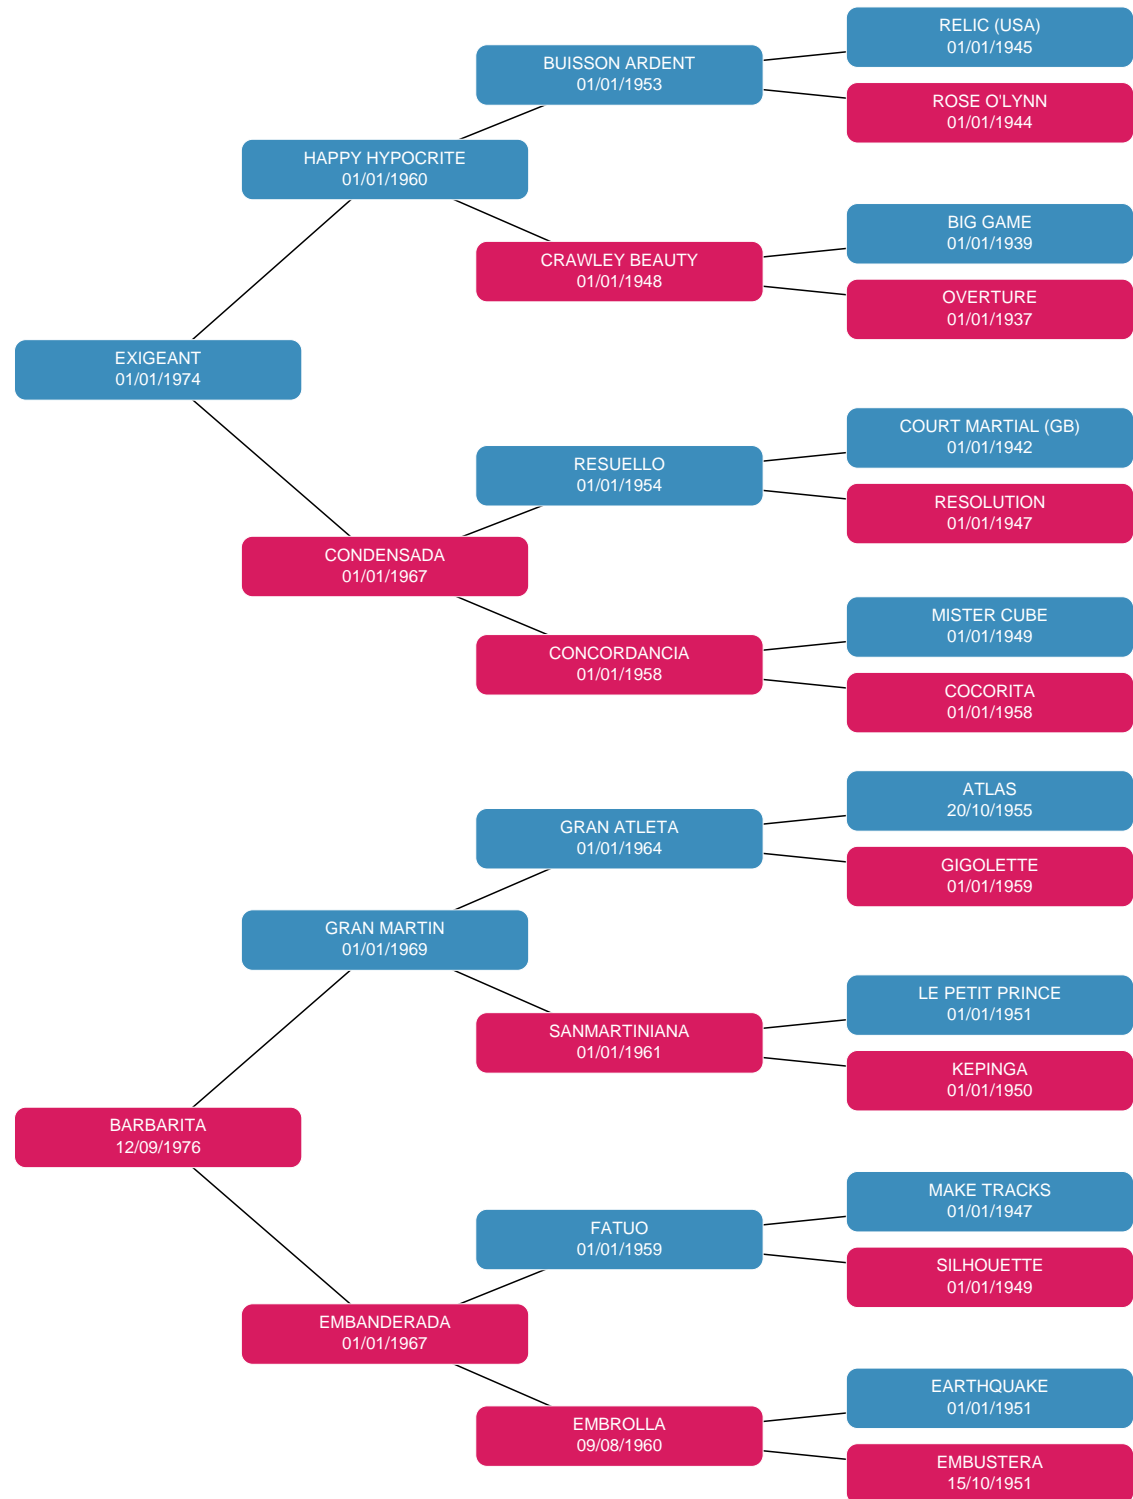 RELIC (USA)
01/01/1945
BUISSON ARDENT
01/01/1953
ROSE O'LYNN
01/01/1944
HAPPY HYPOCRITE
01/01/1960
BIG GAME
01/01/1939
CRAWLEY BEAUTY
01/01/1948
OVERTURE
01/01/1937
EXIGEANT
01/01/1974
COURT MARTIAL (GB)
01/01/1942
RESUELLO
01/01/1954
RESOLUTION
01/01/1947
CONDENSADA
01/01/1967
MISTER CUBE
01/01/1949
CONCORDANCIA
01/01/1958
COCORITA
01/01/1958
ATLAS
20/10/1955
GRAN ATLETA
01/01/1964
GIGOLETTE
01/01/1959
GRAN MARTIN
01/01/1969
LE PETIT PRINCE
01/01/1951
SANMARTINIANA
01/01/1961
KEPINGA
01/01/1950
BARBARITA
12/09/1976
MAKE TRACKS
01/01/1947
FATUO
01/01/1959
SILHOUETTE
01/01/1949
EMBANDERADA
01/01/1967
EARTHQUAKE
01/01/1951
EMBROLLA
09/08/1960
EMBUSTERA
15/10/1951